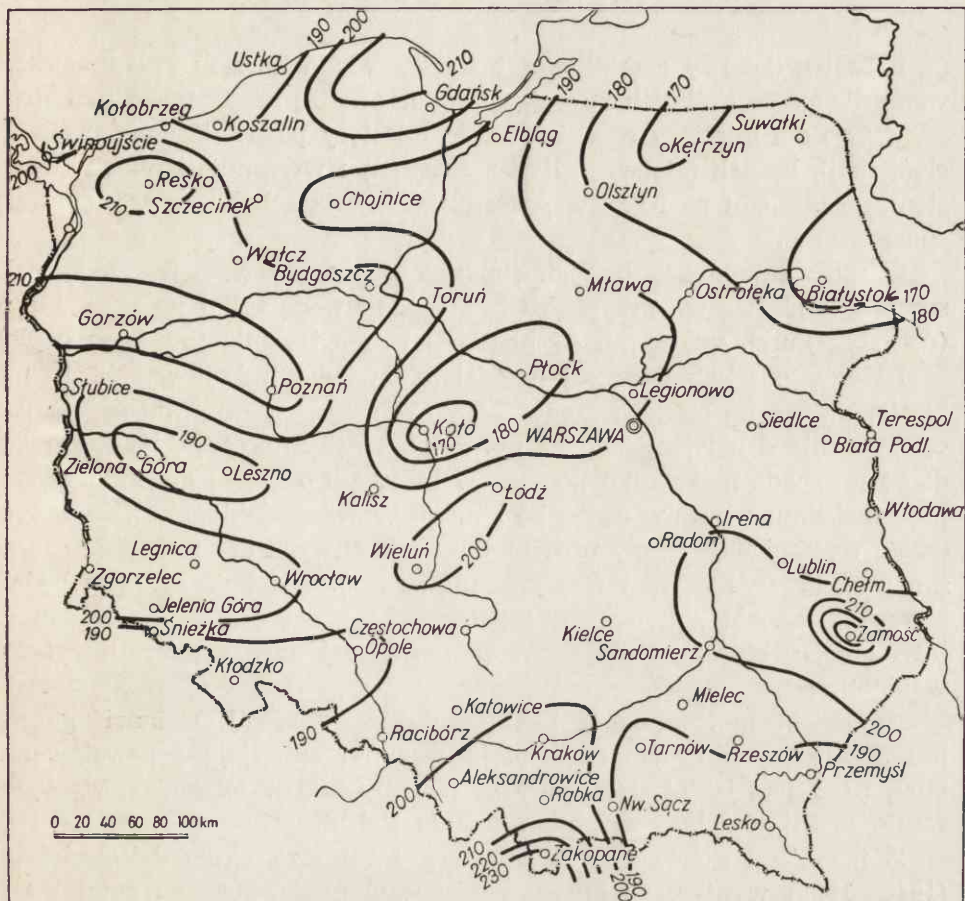 190
200
210
Ustka
Gdańsk
190
180
170
Kołobrzeg
Koszalin
Elbląg
Suwałki
Świnoujście
Kętrzyn
200
Resko
210
Szczecinek
Chojnice
Olsztyn
Wałcz
Bydgoszcz
210
Toruń
Mława
Ostrołęka
Białystok
170
180
Gorzów
Płock
Słubice
Poznań
Legionowo
Koło
170
180
WARSZAWA
Siedlce
Terespol
Biała Podl.
190
Zielona Góra
Leszno
Kalisz
Łódź
Włodawa
Irena
Radom
Legnica
Wieluń
200
Lublin
Zgorzelec
Wrocław
Chełm
Jelenia Góra
210
200
190
Śnieżka
Częstochowa
Kielce
Zamość
Opole
Sandomierz
Kłodzko
Katowice
Mielec
190
Racibórz
200
Kraków
Tarnów
Rzeszów
190
Przemyśl
Aleksandrowice
200
Rabka
Nw. Sącz
Lesko
0 20 40 60 80 100 km
210
220
230
Zakopane
200
190